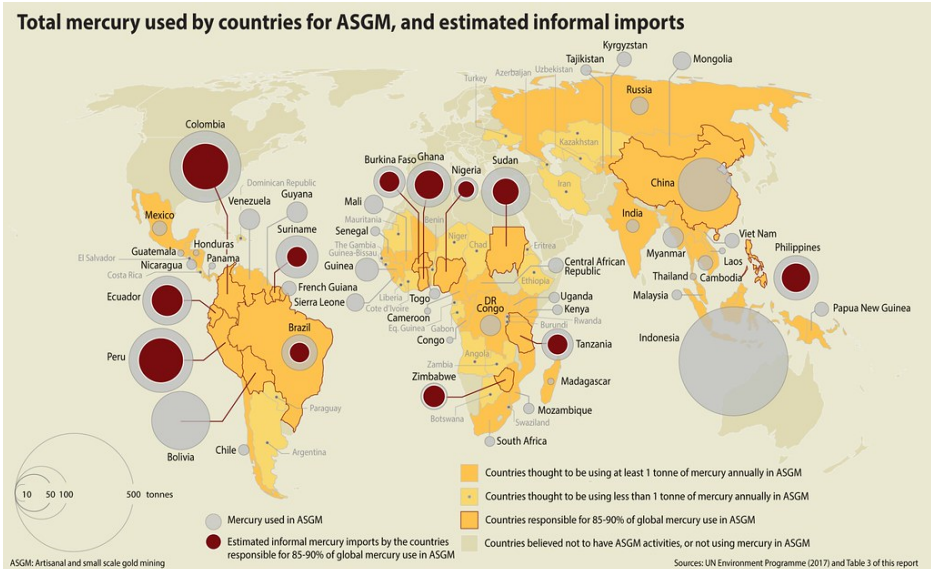 Total mercury used by countries for ASGM, and estimated informal imports
Kyrgyzstan
Tajikistan
Mongolia
Azerbaijan
Uzbekistan
Turkey
Russia
Kazakhstan
Colombia
Burkina Faso
Ghana
Nigeria
Sudan
China
Iran
India
Dominican Republic
Venezuela
Guyana
Suriname
French Guiana
Mexico
Guatemala
Honduras
El Salvador
Nicaragua
Panama
Costa Rica
Ecuador
Peru
Brazil
Bolivia
Paraguay
Chile
Argentina
Mali
Mauritania
Senegal
The Gambia
Guinea-Bissau
Guinea
Sierra Leone
Liberia
Cote d'Ivoire
Togo
Benin
Niger
Chad
Eritrea
Ethiopia
Central African
Republic
Cameroon
Eq. Guinea
Gabon
Congo
DR
Congo
Uganda
Kenya
Rwanda
Burundi
Tanzania
Angola
Zambia
Zimbabwe
Botswana
Madagascar
Mozambique
Swaziland
South Africa
Myanmar
Viet Nam
Laos
Thailand
Cambodia
Malaysia
Philippines
Papua New Guinea
Indonesia
10
50
100
500 tonnes
Mercury used in ASGM
Estimated informal mercury imports by the countries
responsible for 85-90% of global mercury use in ASGM
Countries thought to be using at least 1 tonne of mercury annually in ASGM
Countries thought to be using less than 1 tonne of mercury annually in ASGM
Countries responsible for 85-90% of global mercury use in ASGM
Countries believed not to have ASGM activities, or not using mercury in ASGM
ASGM: Artisanal and small scale gold mining
Sources: UN Environment Programme (2017) and Table 3 of this report